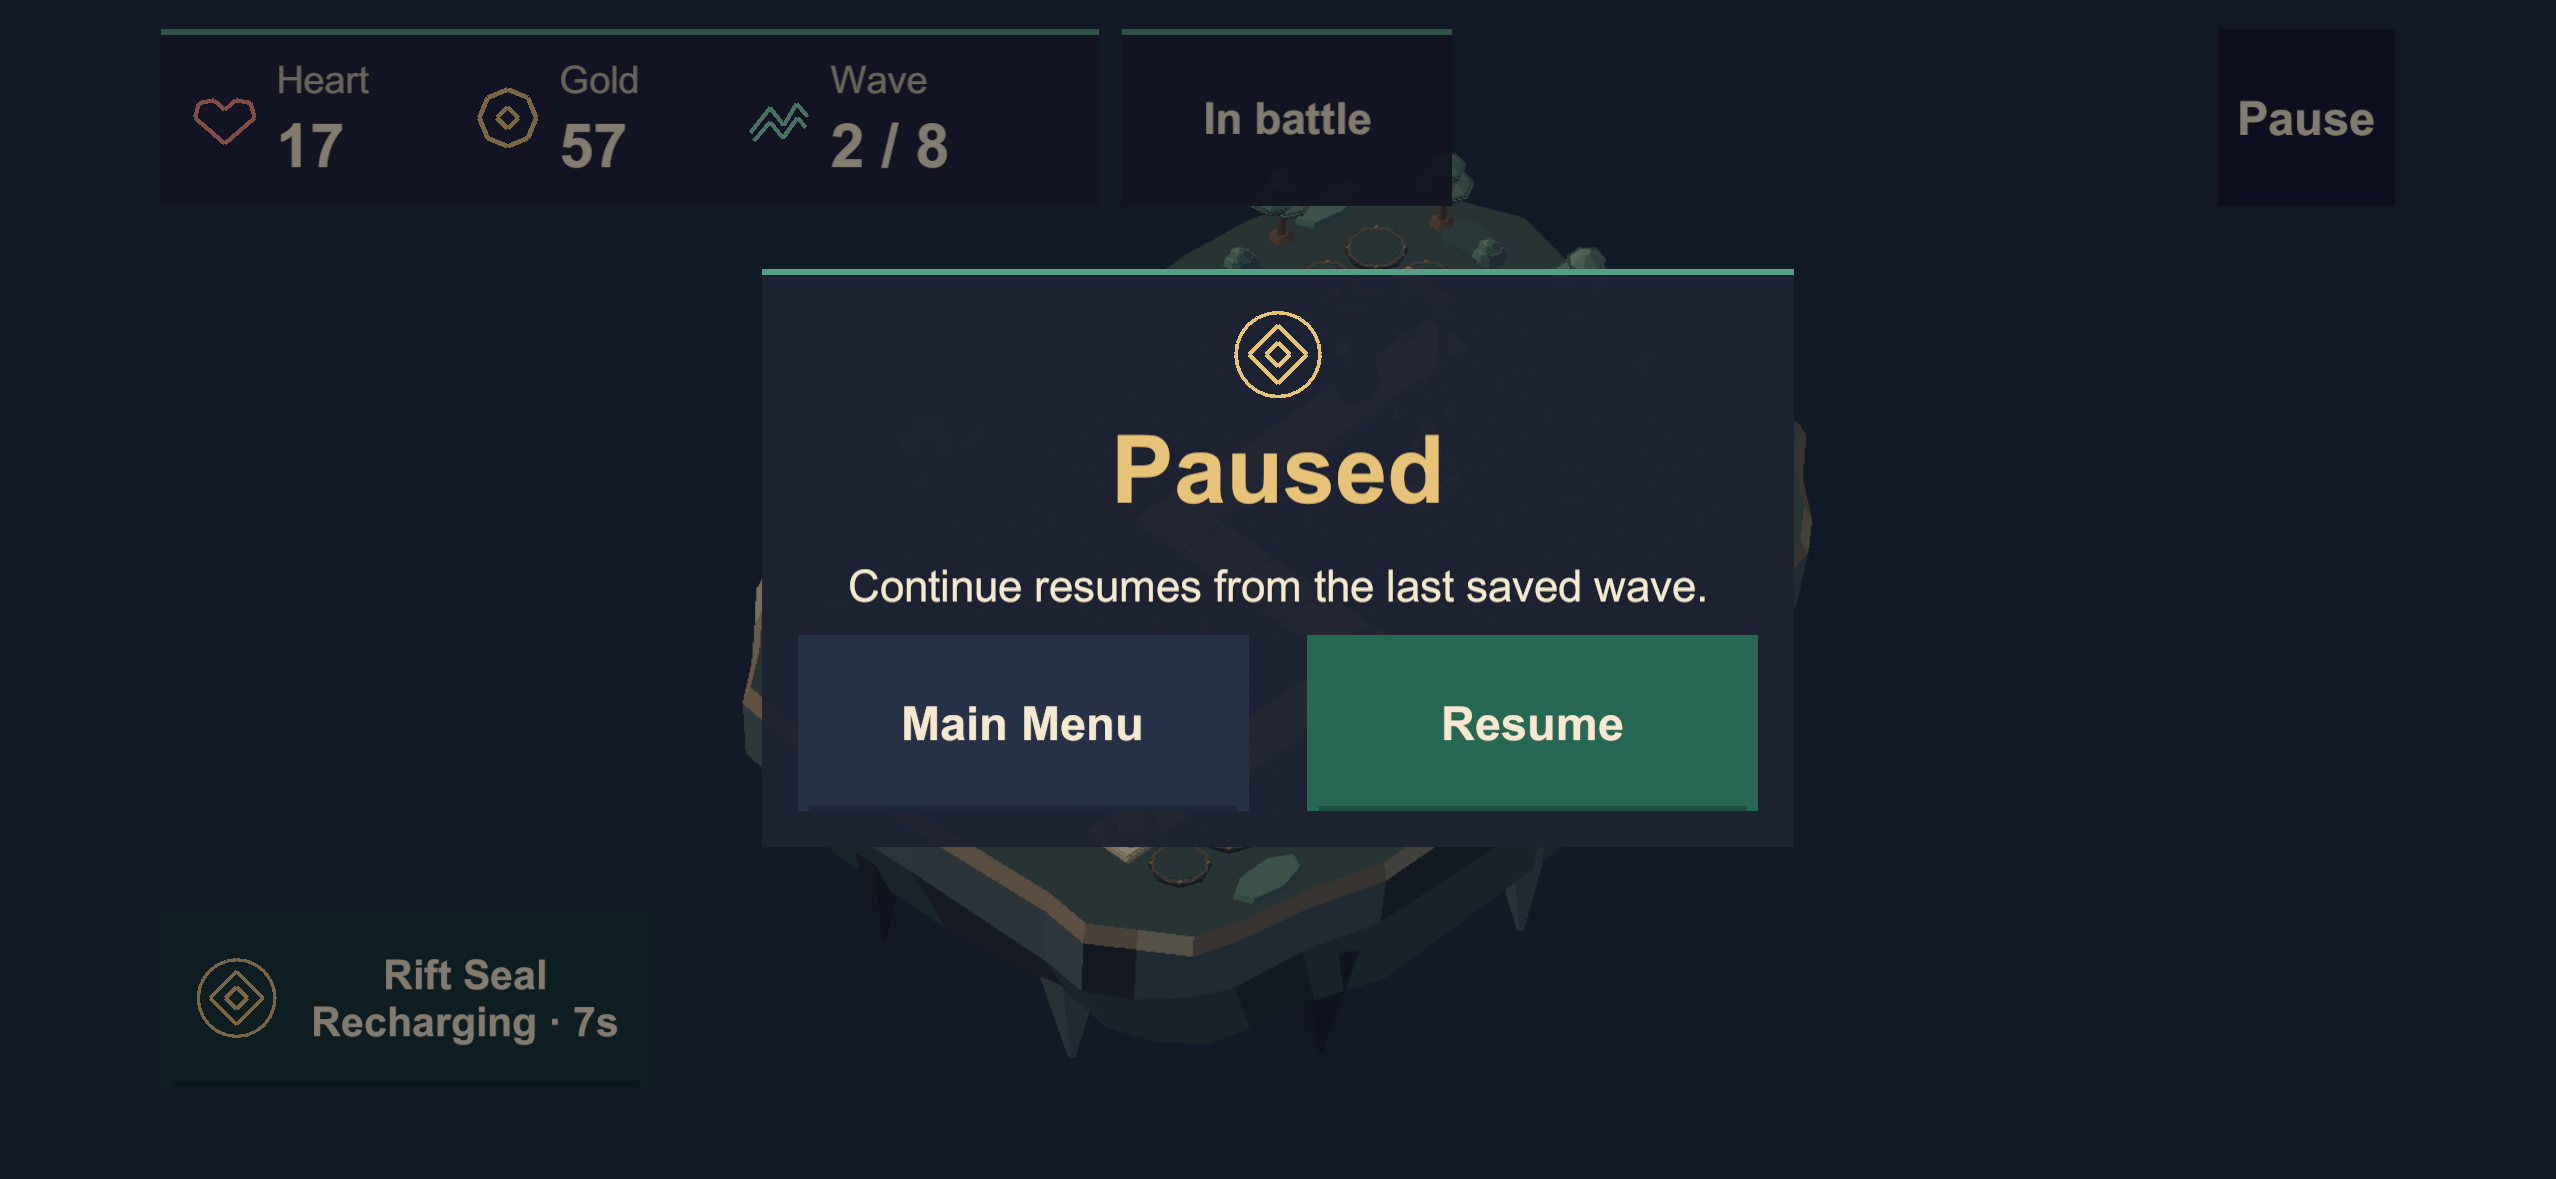 Heart
17
Gold
57
Wave
2 / 8
In battle
Pause
Paused
Continue resumes from the last saved wave.
Main Menu
Resume
Rift Seal
Recharging · 7s